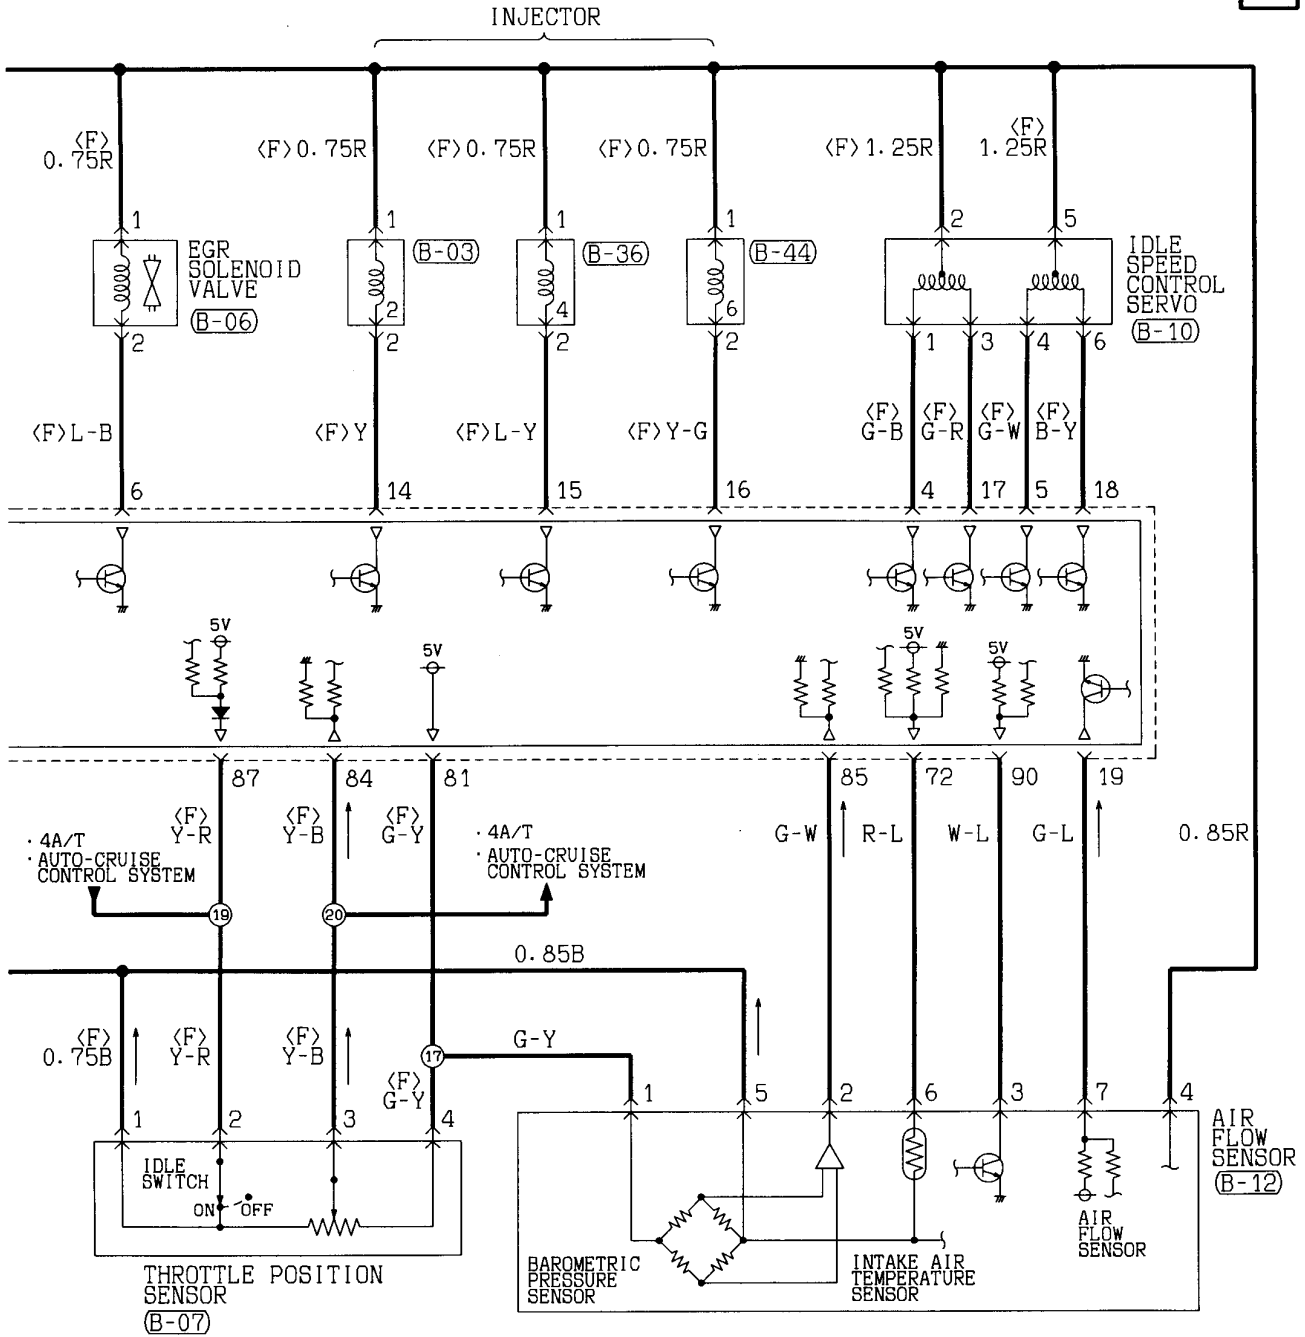 INJECTOR
<F>
0.75R
<F>0.75R
<F>0.75R
<F>0.75R
<F>1.25R
<F>
1.25R
1
1
1
1
2
5
EGR
SOLENOID
VALVE
B-06
B-03
B-36
B-44
IDLE
SPEED
CONTROL
SERVO
B-10
2
4
6
2
2
2
2
1
3
4
6
<F>L-B
<F>Y
<F>L-Y
<F>Y-G
<F>
G-B
<F>
G-R
<F>
G-W
<F>
B-Y
6
14
15
16
4
17
5
18
5V
5V
5V
5V
87
84
81
85
72
90
19
<F>
Y-R
<F>
Y-B
<F>
G-Y
G-W
R-L
W-L
G-L
0.85R
· 4A/T
· AUTO-CRUISE
CONTROL SYSTEM
· 4A/T
· AUTO-CRUISE
CONTROL SYSTEM
19
20
0.85B
<F>
0.75B
<F>
Y-R
<F>
Y-B
17
G-Y
<F>
G-Y
1
2
3
4
1
5
2
6
3
7
4
IDLE
SWITCH
ON
OFF
THROTTLE POSITION
SENSOR
B-07
BAROMETRIC
PRESSURE
SENSOR
INTAKE AIR
TEMPERATURE
SENSOR
AIR
FLOW
SENSOR
AIR
FLOW
SENSOR
B-12